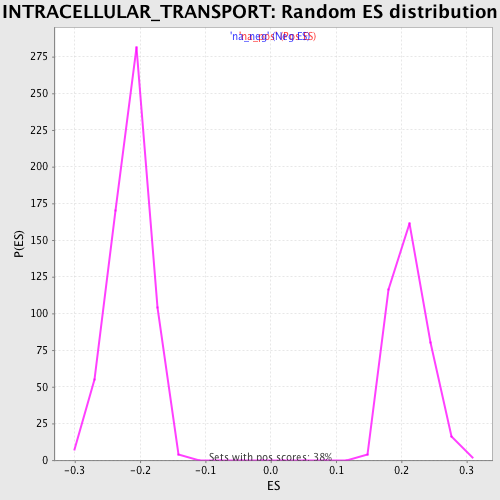 INTRACELLULAR_TRANSPORT: Random ES distribution
275
250
225
200
175
150
125
100
75
50
25
0
P(ES)
Sets with pos scores: 38%
-0.3 -0.2 -0.1 0.0 0.1 0.2 0.3
ES